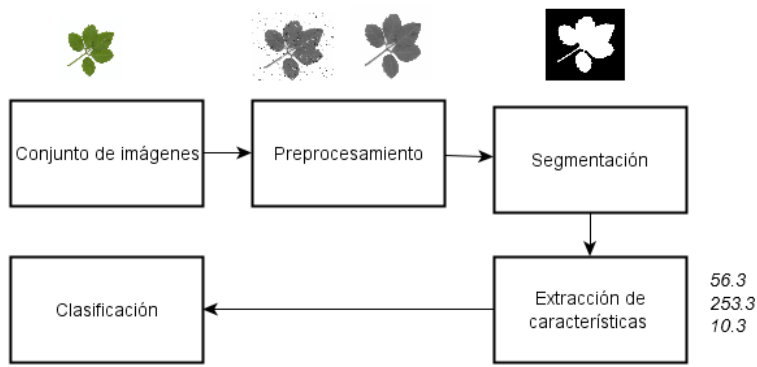 Conjunto de imágenes
Preprocesamiento
Segmentación
Clasificación
Extracción de
características
56.3
253.3
10.3